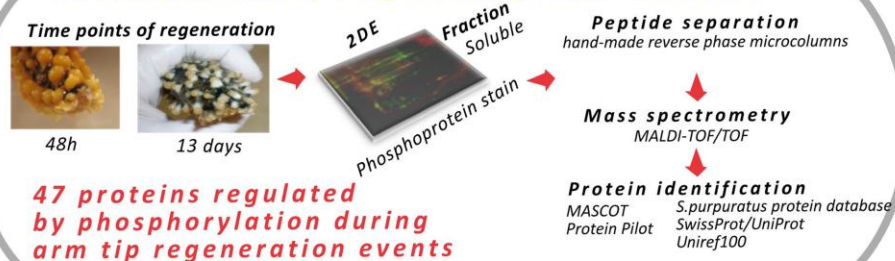 Time points of regeneration
48h
13 days
2DE
Fraction
Soluble
Phosphoprotein stain
Peptide separation
hand-made reverse phase microcolumns
Mass spectrometry
MALDI-TOF/TOF
Protein identification
MASCOT
Protein Pilot
S.purpuratus protein database
SwissProt/UniProt
Uniref100
47 proteins regulated
by phosphorylation during
arm tip regeneration events